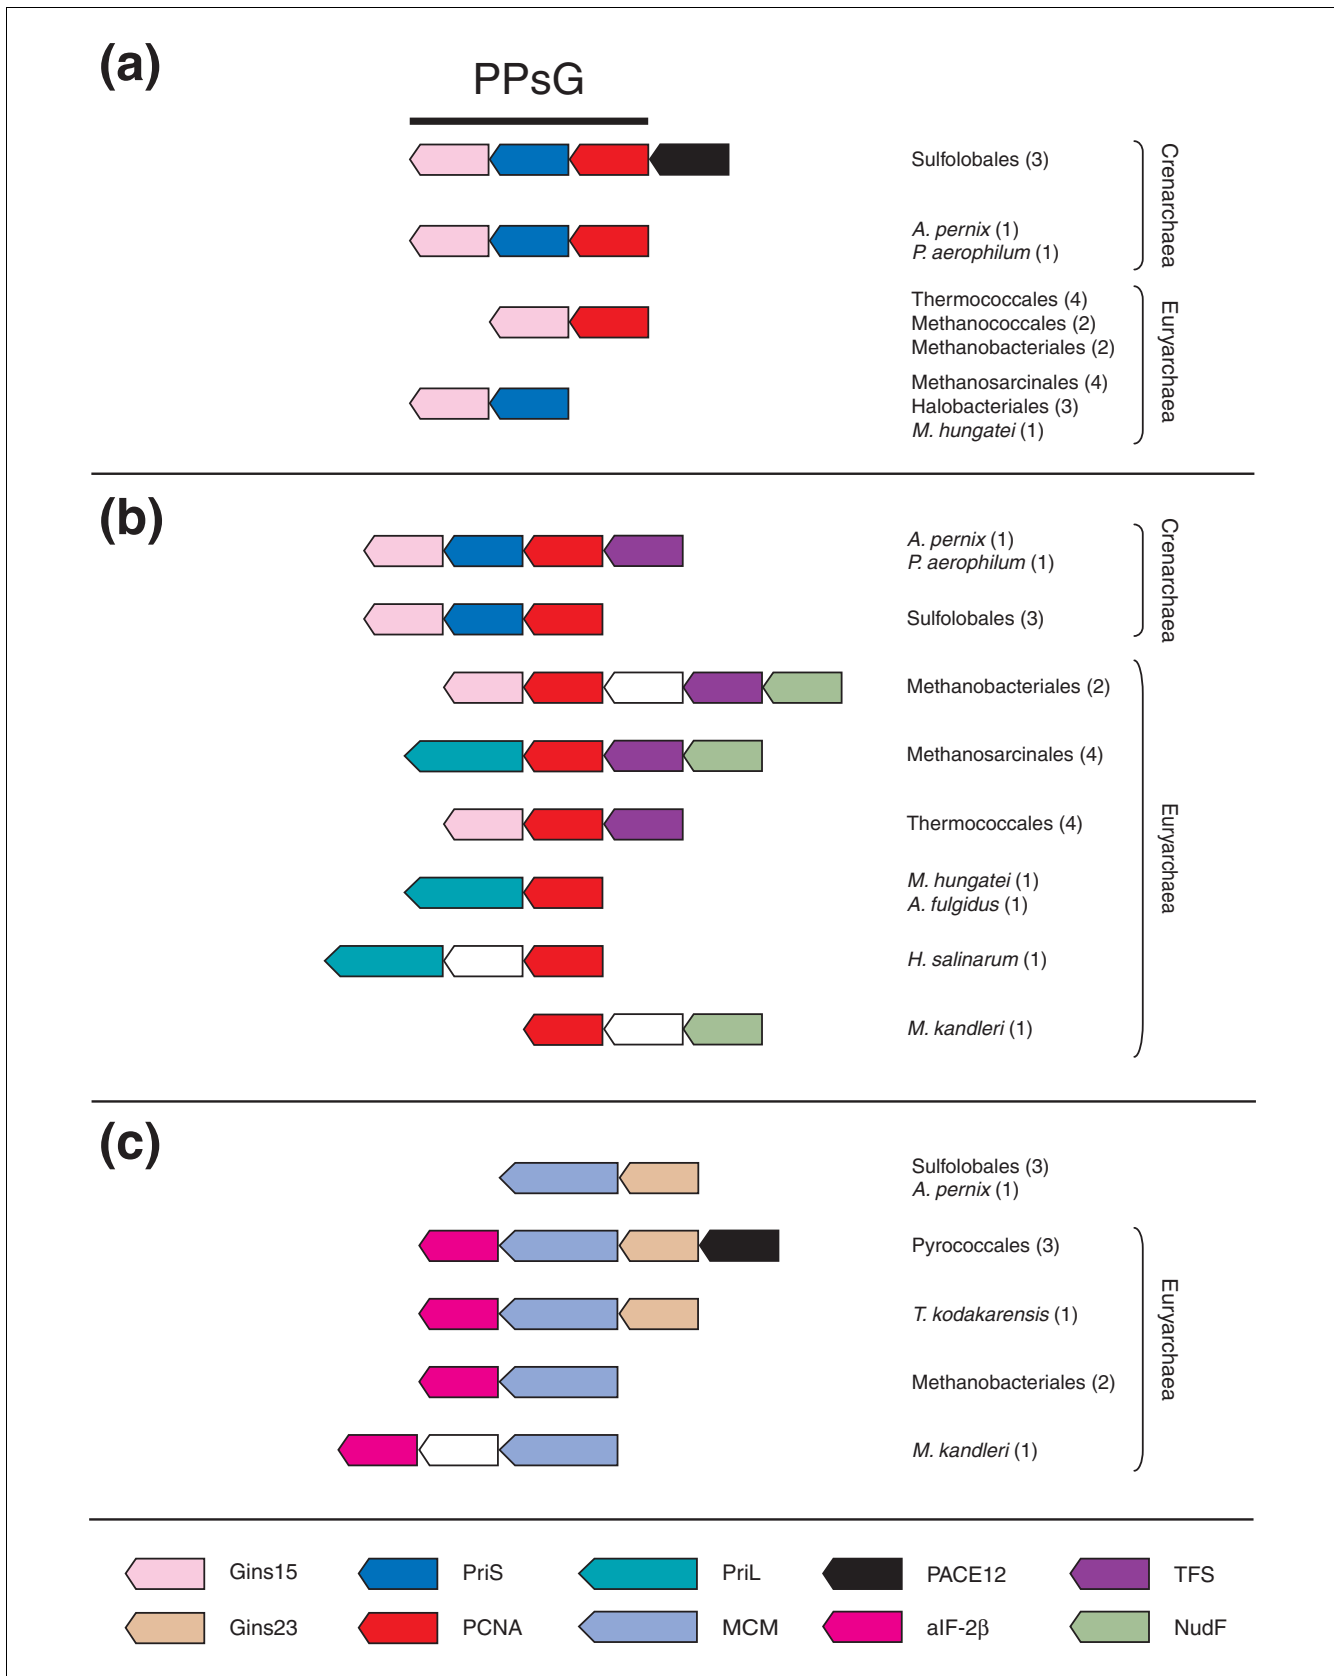 (a)
PPsG
Sulfolobales (3)
A. pernix (1)
P. aerophilum (1)
Crenarchaea
Thermococcales (4)
Methanococcales (2)
Methanobacteriales (2)
Methanosarcinales (4)
Halobacteriales (3)
M. hungatei (1)
Euryarchaea
(b)
A. pernix (1)
P. aerophilum (1)
Sulfolobales (3)
Crenarchaea
Methanobacteriales (2)
Methanosarcinales (4)
Thermococcales (4)
M. hungatei (1)
A. fulgidus (1)
H. salinarum (1)
M. kandleri (1)
Euryarchaea
(c)
Sulfolobales (3)
A. pernix (1)
Pyrococcales (3)
T. kodakarensis (1)
Methanobacteriales (2)
M. kandleri (1)
Euryarchaea
Gins15 PriS PriL PACE12 TFS
Gins23 PCNA MCM aIF-2β NudF